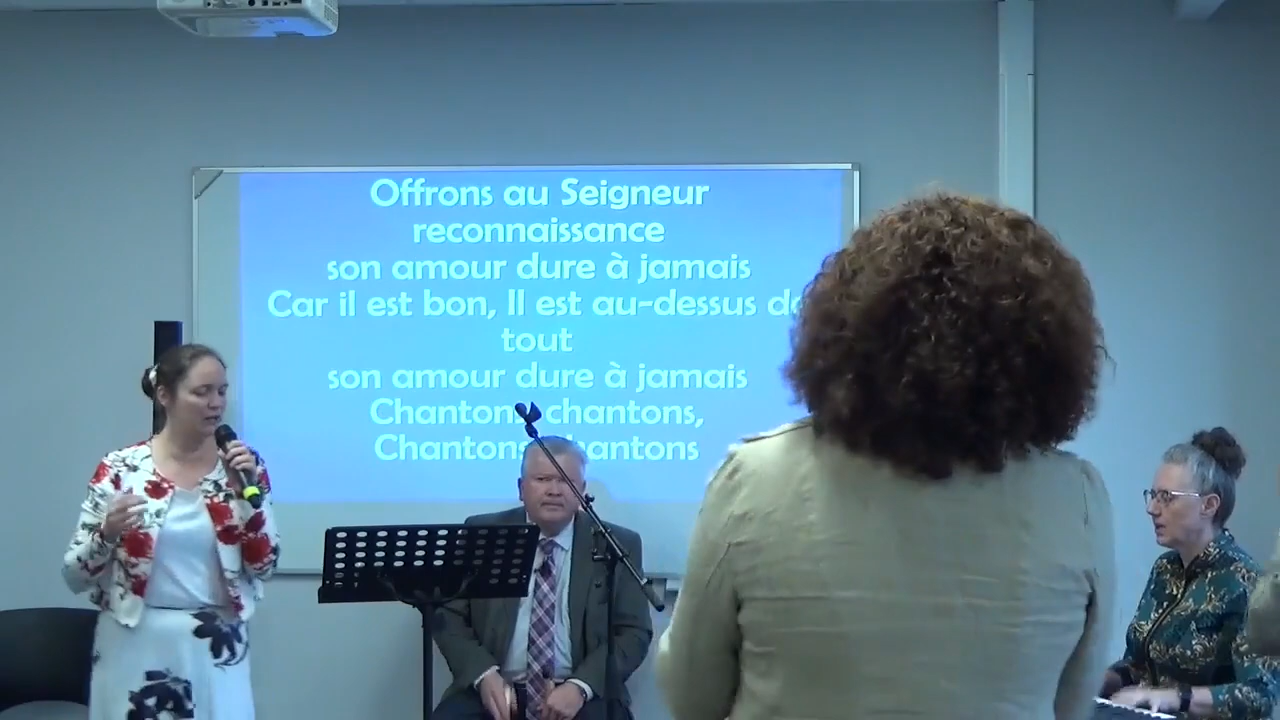 Offrons au Seigneur
reconnaissance
son amour dure à jamais
Car il est bon, Il est au-dessus de
tout
son amour dure à jamais
Chantons, chantons,
Chantons, chantons